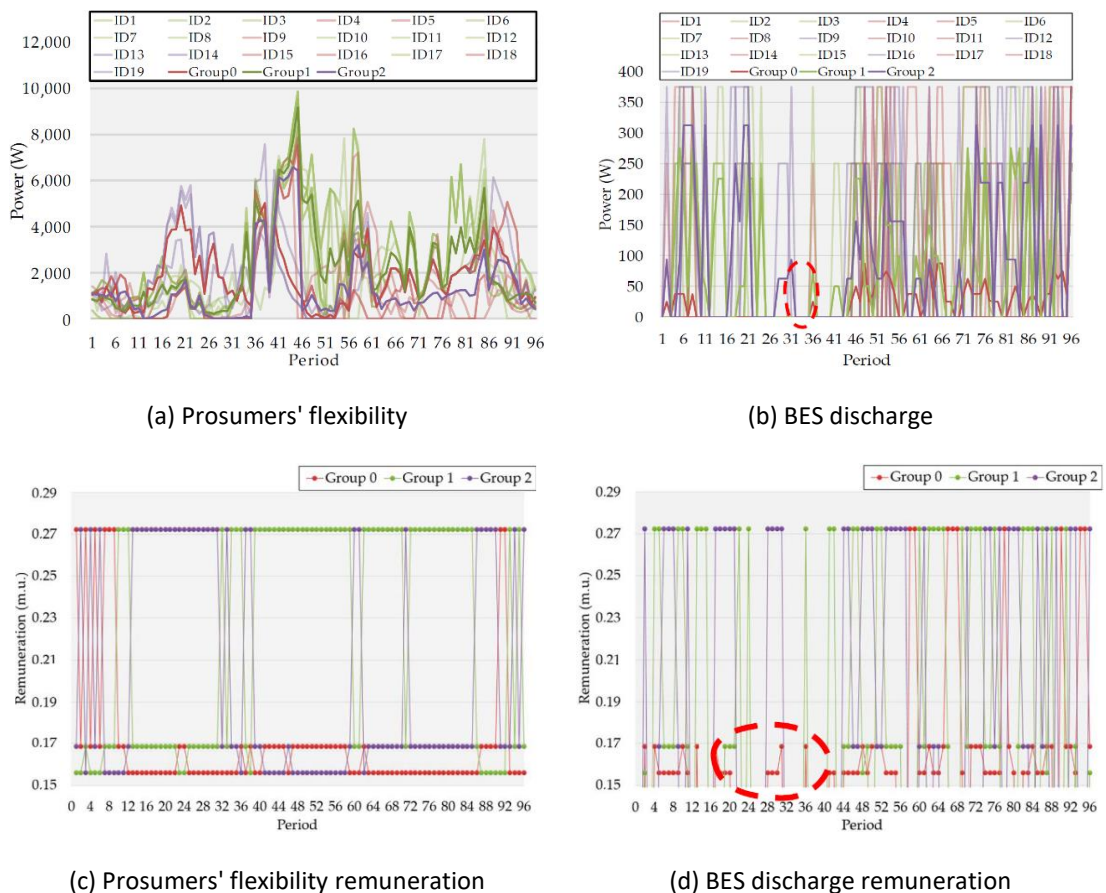 ID1 ID2 ID3 ID4 ID5 ID6
ID7 ID8 ID9 ID10 ID11 ID12
ID13 ID14 ID15 ID16 ID17 ID18
ID19 Group0 Group1 Group2
12,000
10,000
8,000
6,000
4,000
2,000
0
Power (W)
1 6 11 16 21 26 31 36 41 46 51 56 61 66 71 76 81 86 91 96
Period
(a) Prosumers' flexibility
ID1 ID2 ID3 ID4 ID5 ID6
ID7 ID8 ID9 ID10 ID11 ID12
ID13 ID14 ID15 ID16 ID17 ID18
ID19 Group 0 Group 1 Group 2
400
350
300
250
200
150
100
50
0
Power (W)
1 6 11 16 21 26 31 36 41 46 51 56 61 66 71 76 81 86 91 96
Period
(b) BES discharge
Group 0 Group 1 Group 2
0.29
0.27
0.25
0.23
0.21
0.19
0.17
0.15
Remuneration (m.u.)
0 4 8 12 16 20 24 28 32 36 40 44 48 52 56 60 64 68 72 76 80 84 88 92 96
Period
(c) Prosumers' flexibility remuneration
Group 0 Group 1 Group 2
0.29
0.27
0.25
0.23
0.21
0.19
0.17
0.15
Remuneration (m.u.)
0 4 8 12 16 20 24 28 32 36 40 44 48 52 56 60 64 68 72 76 80 84 88 92 96
Period
(d) BES discharge remuneration